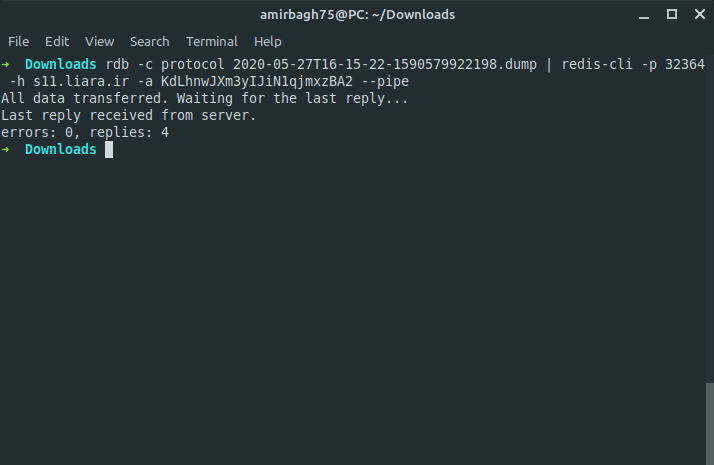 amirbagh75@PC: ~/Downloads
File Edit View Search Terminal Help
➜ Downloads rdb -c protocol 2020-05-27T16-15-22-1590579922198.dump | redis-cli -p 32364
-h s11.liara.ir -a KdLhnwJXm3yIJiN1qjmxzBA2 --pipe
All data transferred. Waiting for the last reply...
Last reply received from server.
errors: 0, replies: 4
➜ Downloads